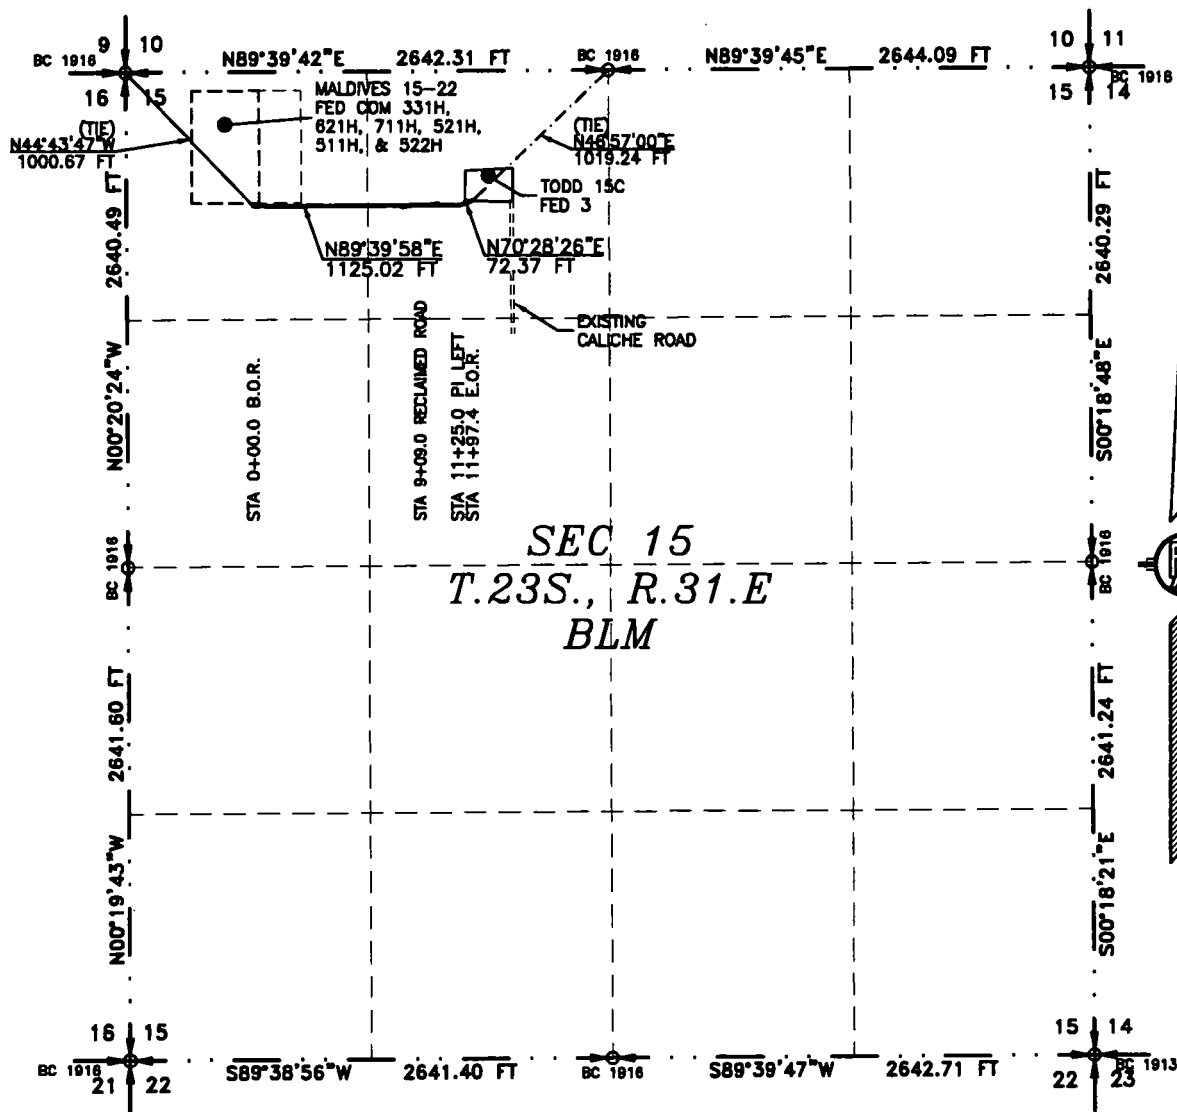 9 10
BC 1916
N89°39'42"E 2642.31 FT
BC 1916
N89°39'45"E 2644.09 FT
10 11
BC 1916
16 15
15 14
MALDIVES 15-22
FED COM 331H,
621H, 711H, 521H,
511H, & 522H
(TIE)
N44°43'47"W
1000.67 FT
(TIE)
N46°57'00"E
1019.24 FT
TODD 15C
FED 3
N89°39'58"E
1125.02 FT
N70°28'26"E
72.37 FT
EXISTING
CALICHE ROAD
N00°20'24"W 2640.49 FT
S00°18'48"E 2640.29 FT
STA 0+00.0 B.O.R.
STA 9+09.0 RECLAIMED ROAD
STA 11+25.0 PI LEFT
STA 11+97.4 E.O.R.
SEC 15
T.23S., R.31.E
BLM
BC 1916
BC 1916
N00°19'43"W 2641.60 FT
S00°18'21"E 2641.24 FT
16 15
BC 1916
21 22
S89°38'56"W 2641.40 FT
BC 1916
S89°39'47"W 2642.71 FT
15 14
BC 1913
22 23